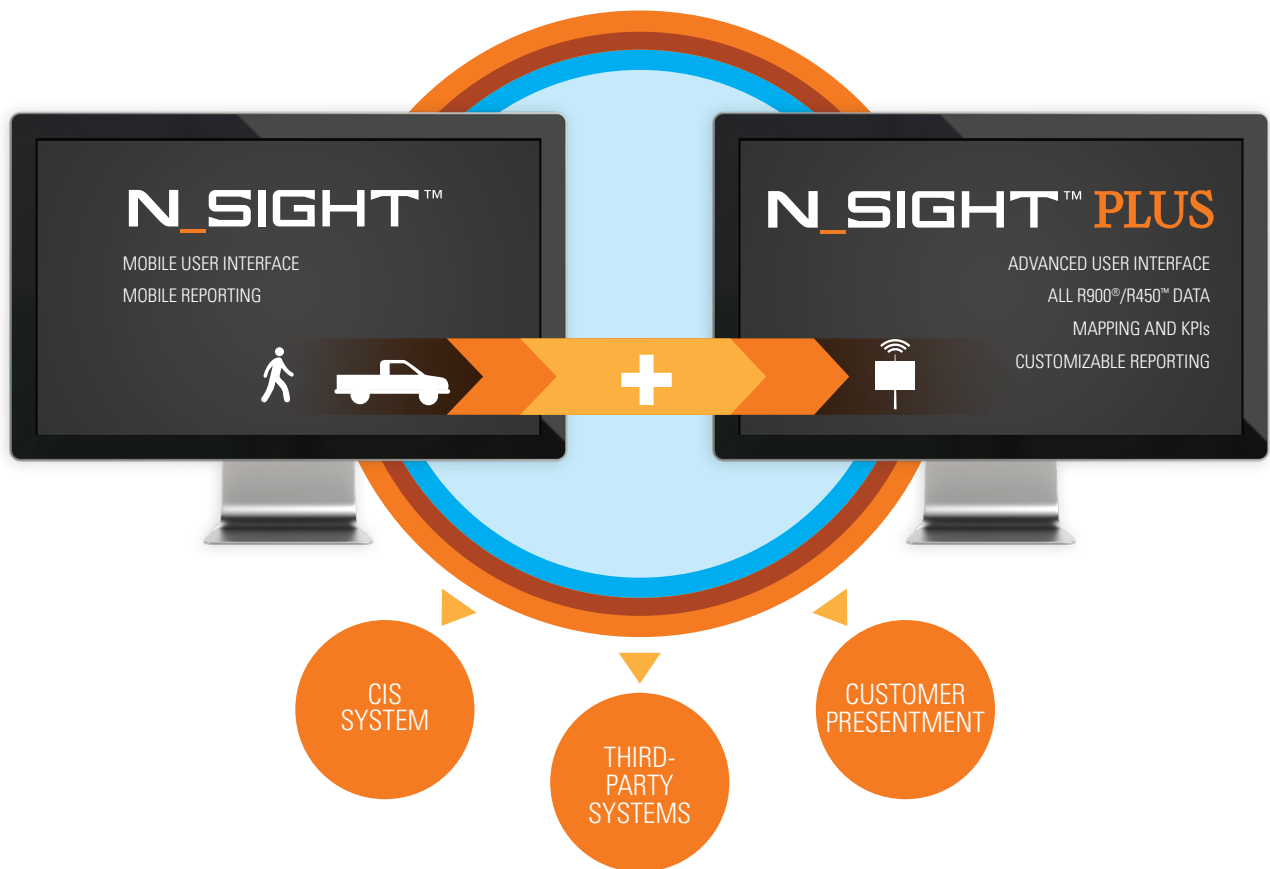 N_SIGHT™
MOBILE USER INTERFACE
MOBILE REPORTING
N_SIGHT™ PLUS
ADVANCED USER INTERFACE
ALL R900®/R450™ DATA
MAPPING AND KPIs
CUSTOMIZABLE REPORTING
CIS
SYSTEM
THIRD-
PARTY
SYSTEMS
CUSTOMER
PRESENTMENT